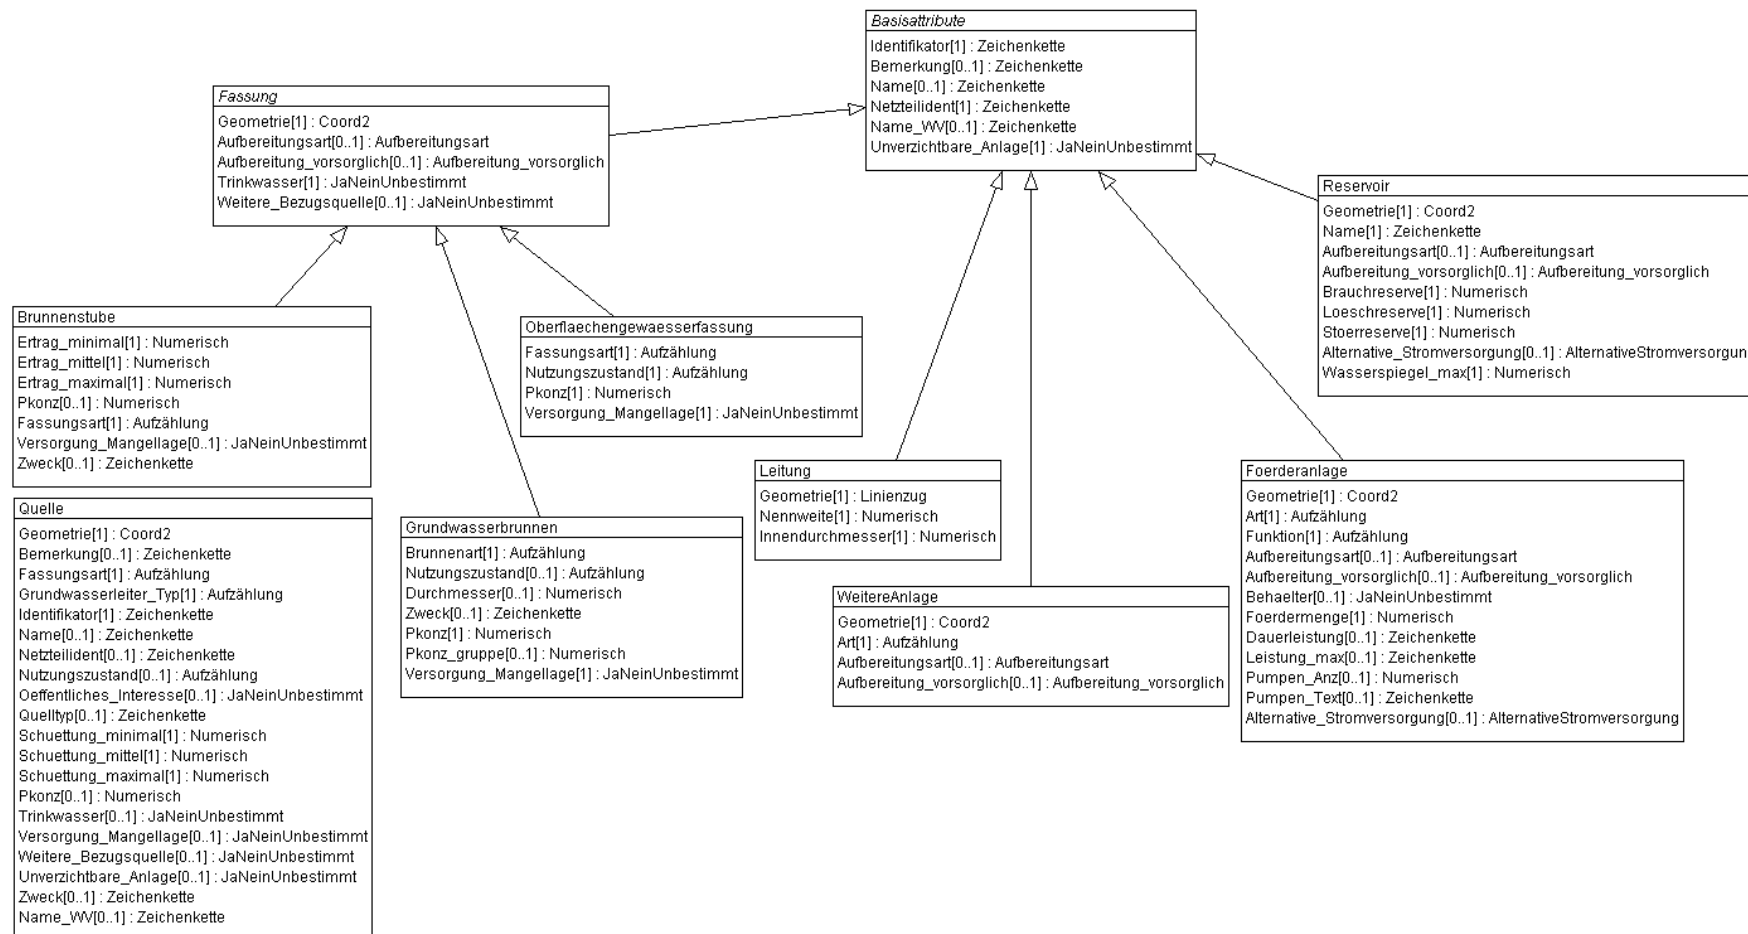 Basisattribute
Identifikator[1] : Zeichenkette
Bemerkung[0..1] : Zeichenkette
Name[0..1] : Zeichenkette
Netzteilident[1] : Zeichenkette
Name_WV[0..1] : Zeichenkette
Unverzichtbare_Anlage[1] : JaNeinUnbestimmt
Fassung
Geometrie[1] : Coord2
Aufbereitungsart[0..1] : Aufbereitungsart
Aufbereitung_vorsorglich[0..1] : Aufbereitung_vorsorglich
Trinkwasser[1] : JaNeinUnbestimmt
Weitere_Bezugsquelle[0..1] : JaNeinUnbestimmt
Reservoir
Geometrie[1] : Coord2
Name[1] : Zeichenkette
Aufbereitungsart[0..1] : Aufbereitungsart
Aufbereitung_vorsorglich[0..1] : Aufbereitung_vorsorglich
Brauchreserve[1] : Numerisch
Loeschreserve[1] : Numerisch
Stoerreserve[1] : Numerisch
Alternative_Stromversorgung[0..1] : AlternativeStromversorgun
Wasserspiegel_max[1] : Numerisch
Brunnenstube
Ertrag_minimal[1] : Numerisch
Ertrag_mittel[1] : Numerisch
Ertrag_maximal[1] : Numerisch
Pkonz[0..1] : Numerisch
Fassungsart[1] : Aufzählung
Versorgung_Mangellage[0..1] : JaNeinUnbestimmt
Zweck[0..1] : Zeichenkette
Oberflaechengewaesserfassung
Fassungsart[1] : Aufzählung
Nutzungszustand[1] : Aufzählung
Pkonz[1] : Numerisch
Versorgung_Mangellage[1] : JaNeinUnbestimmt
Quelle
Geometrie[1] : Coord2
Bemerkung[0..1] : Zeichenkette
Fassungsart[1] : Aufzählung
Grundwasserleiter_Typ[1] : Aufzählung
Identifikator[1] : Zeichenkette
Name[0..1] : Zeichenkette
Netzteilident[0..1] : Zeichenkette
Nutzungszustand[0..1] : Aufzählung
Oeffentliches_Interesse[0..1] : JaNeinUnbestimmt
Quelltyp[0..1] : Zeichenkette
Schuettung_minimal[1] : Numerisch
Schuettung_mittel[1] : Numerisch
Schuettung_maximal[1] : Numerisch
Pkonz[0..1] : Numerisch
Trinkwasser[0..1] : JaNeinUnbestimmt
Versorgung_Mangellage[0..1] : JaNeinUnbestimmt
Weitere_Bezugsquelle[0..1] : JaNeinUnbestimmt
Unverzichtbare_Anlage[0..1] : JaNeinUnbestimmt
Zweck[0..1] : Zeichenkette
Name_WV[0..1] : Zeichenkette
Grundwasserbrunnen
Brunnenart[1] : Aufzählung
Nutzungszustand[0..1] : Aufzählung
Durchmesser[0..1] : Numerisch
Zweck[0..1] : Zeichenkette
Pkonz[1] : Numerisch
Pkonz_gruppe[0..1] : Numerisch
Versorgung_Mangellage[1] : JaNeinUnbestimmt
Leitung
Geometrie[1] : Linienzug
Nennweite[1] : Numerisch
Innendurchmesser[1] : Numerisch
WeitereAnlage
Geometrie[1] : Coord2
Art[1] : Aufzählung
Aufbereitungsart[0..1] : Aufbereitungsart
Aufbereitung_vorsorglich[0..1] : Aufbereitung_vorsorglich
Foerderanlage
Geometrie[1] : Coord2
Art[1] : Aufzählung
Funktion[1] : Aufzählung
Aufbereitungsart[0..1] : Aufbereitungsart
Aufbereitung_vorsorglich[0..1] : Aufbereitung_vorsorglich
Behaelter[0..1] : JaNeinUnbestimmt
Foerdermenge[1] : Numerisch
Dauerleistung[0..1] : Zeichenkette
Leistung_max[0..1] : Zeichenkette
Pumpen_Anz[0..1] : Numerisch
Pumpen_Text[0..1] : Zeichenkette
Alternative_Stromversorgung[0..1] : AlternativeStromversorgung